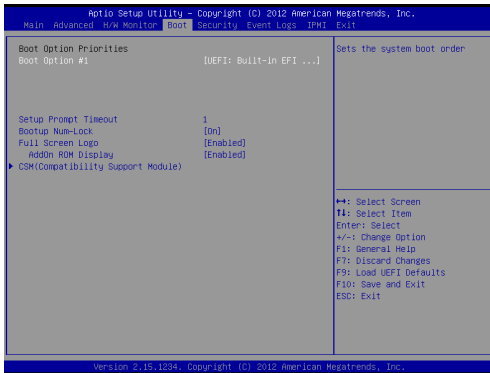 Aptio Setup Utility – Copyright (C) 2012 American Megatrends, Inc.
Main Advanced H/W Monitor Boot Security Event Logs IPMI Exit
Boot Option Priorities
Boot Option #1 [UEFI: Built-in EFI ...]
Setup Prompt Timeout 1
Bootup Num-Lock [On]
Full Screen Logo [Enabled]
AddOn ROM Display [Enabled]
CSM(Compatibility Support Module)
Sets the system boot order
↔: Select Screen
↑↓: Select Item
Enter: Select
+/-: Change Option
F1: General Help
F7: Discard Changes
F9: Load UEFI Defaults
F10: Save and Exit
ESC: Exit
Version 2.15.1234. Copyright (C) 2012 American Megatrends, Inc.